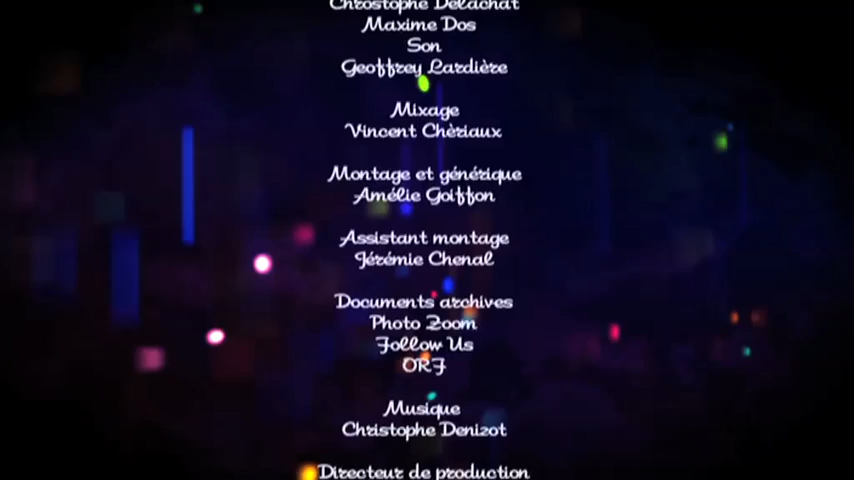 Christophe Delachat
Maxime Dos
Son
Geoffrey Lardière
Mixage
Vincent Chèriaux
Montage et générique
Amélie Goiffon
Assistant montage
Jérémie Chenal
Documents archives
Photo Zoom
Follow Us
ORF
Musique
Christophe Denizot
Directeur de production